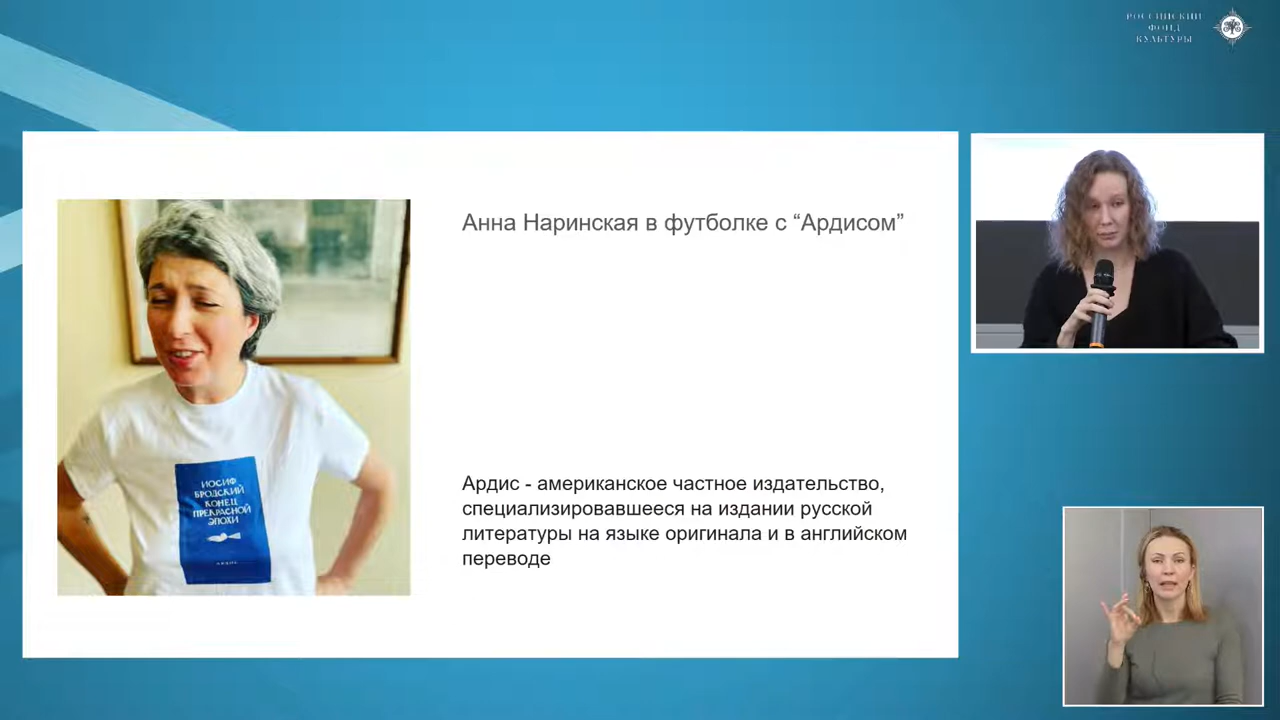 РОССИЙСКИЙ
ФОНД
КУЛЬТУРЫ
Анна Наринская в футболке с “Ардисом”
ИОСИФ
БРОДСКИЙ
КОНЕЦ
ПРЕКРАСНОЙ
ЭПОХИ
Ардис - американское частное издательство,
специализировавшееся на издании русской
литературы на языке оригинала и в английском
переводе